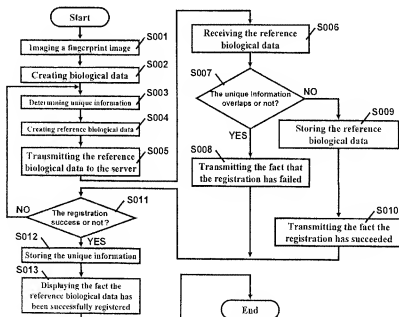 Start
S001
Imaging a fingerprint image
S002
Creating biological data
S003
Determining unique information
S004
Creating reference biological data
S005
Transmitting the reference
biological data to the server
S011
The registration
success or not?
NO
YES
S012
Storing the unique information
S013
Displaying the fact the
reference biological data has
been successfully registered
S006
Receiving the reference
biological data
S007
The unique information
overlaps or not?
NO
YES
S008
Transmitting the fact that
the registration has failed
S009
Storing the reference
biological data
S010
Transmitting the fact the
registration has succeeded
End